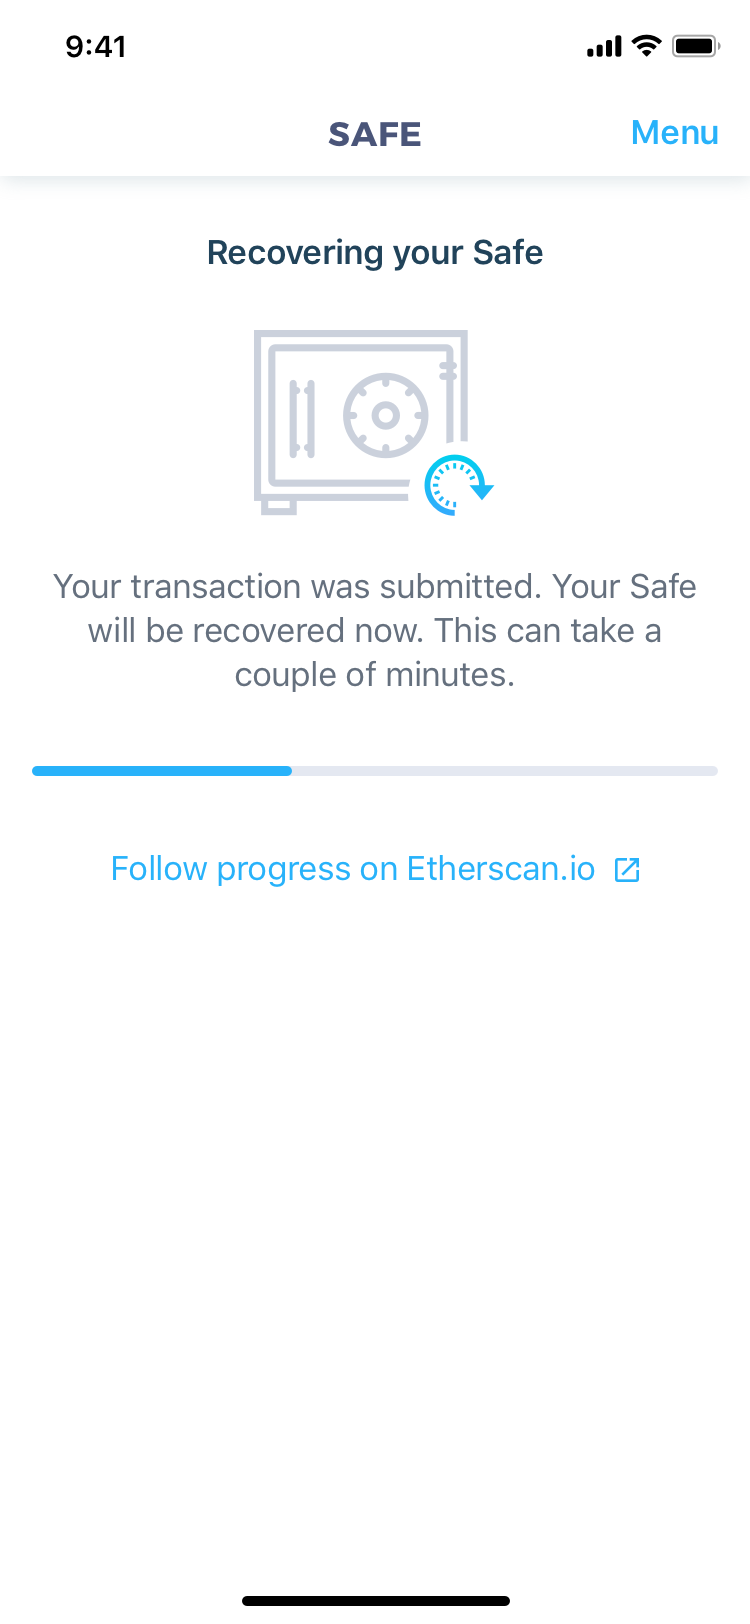 9:41
SAFE
Menu
Recovering your Safe
Your transaction was submitted. Your Safe
will be recovered now. This can take a
couple of minutes.
Follow progress on Etherscan.io